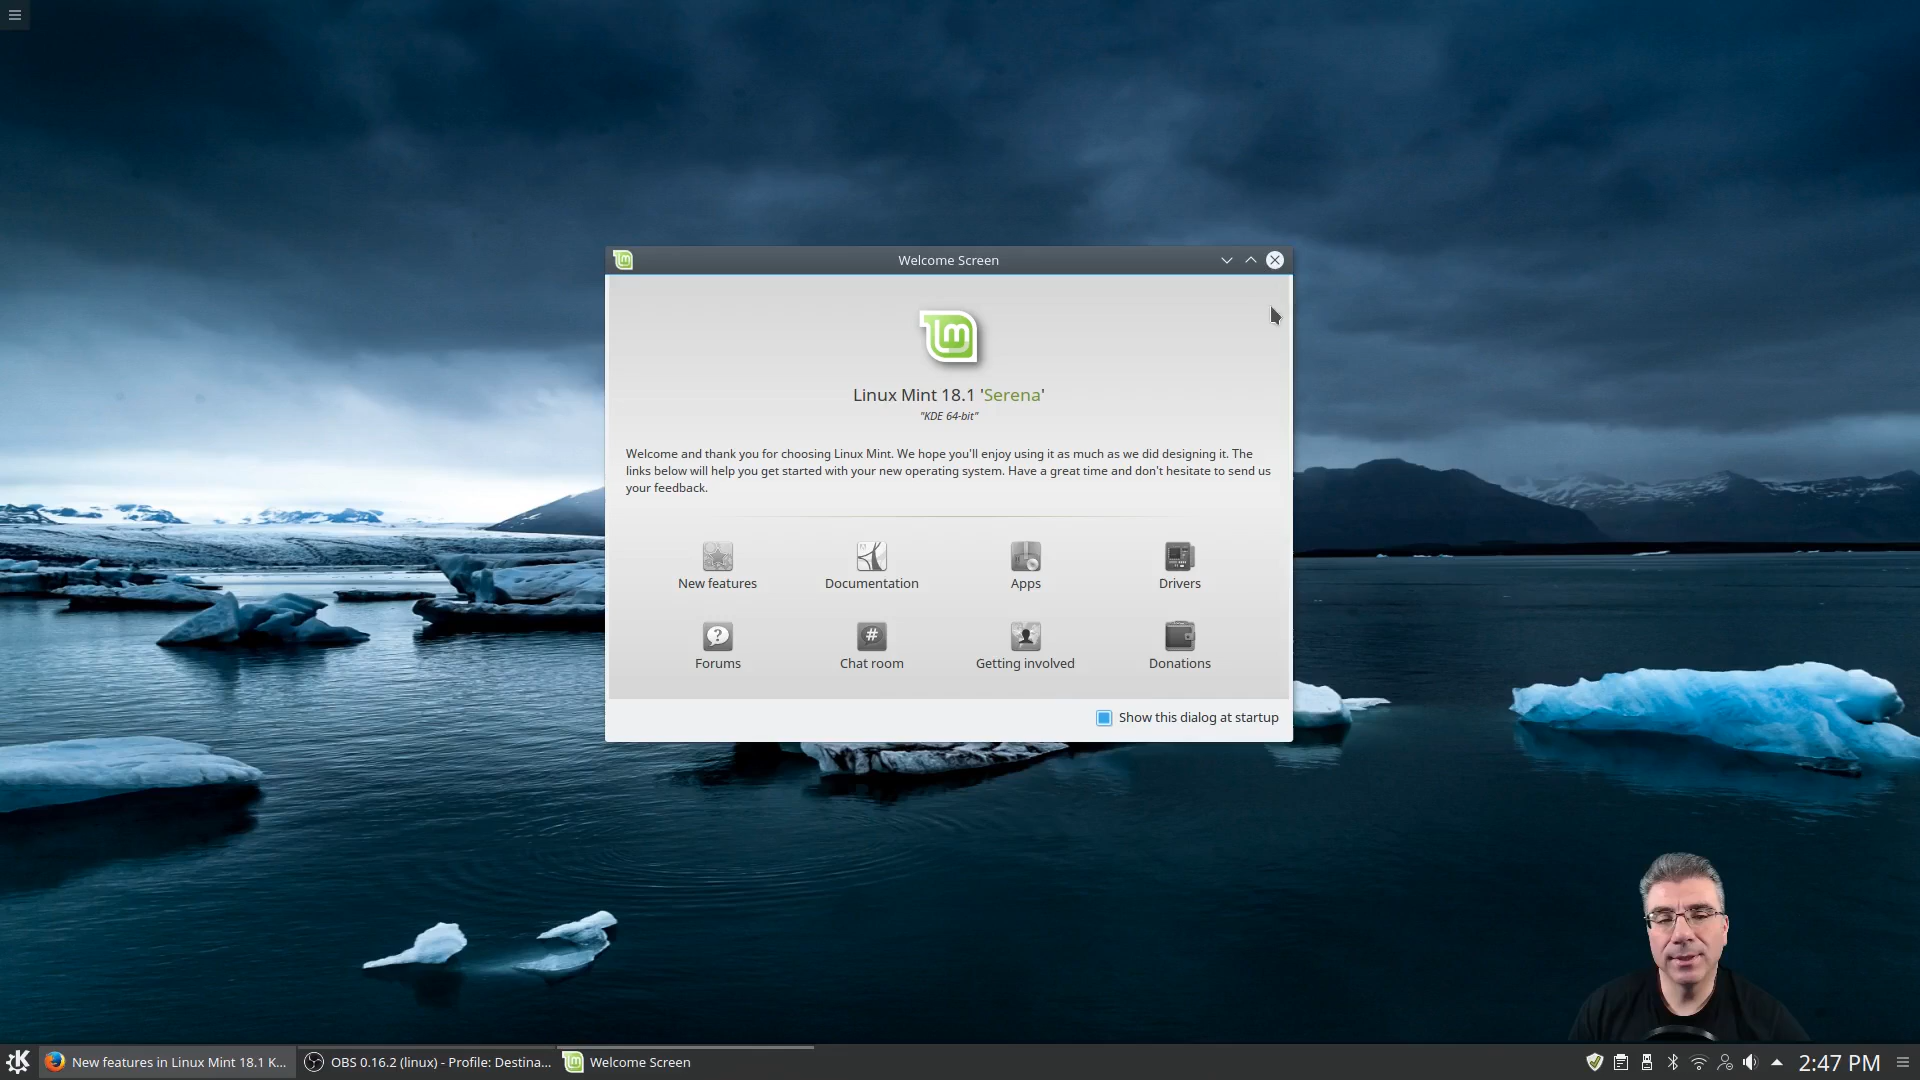 Welcome Screen
Linux Mint 18.1 'Serena'
"KDE 64-bit"
Welcome and thank you for choosing Linux Mint. We hope you'll enjoy using it as much as we did designing it. The
links below will help you get started with your new operating system. Have a great time and don't hesitate to send us
your feedback.
New features Documentation Apps Drivers
Forums Chat room Getting involved Donations
Show this dialog at startup
New features in Linux Mint 18.1 K... OBS 0.16.2 (linux) - Profile: Destina... Welcome Screen 2:47 PM